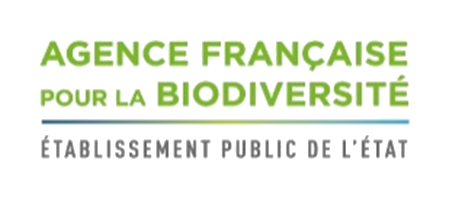 AGENCE FRANÇAISE
POUR LA BIODIVERSITÉ
ÉTABLISSEMENT PUBLIC DE L'ÉTAT